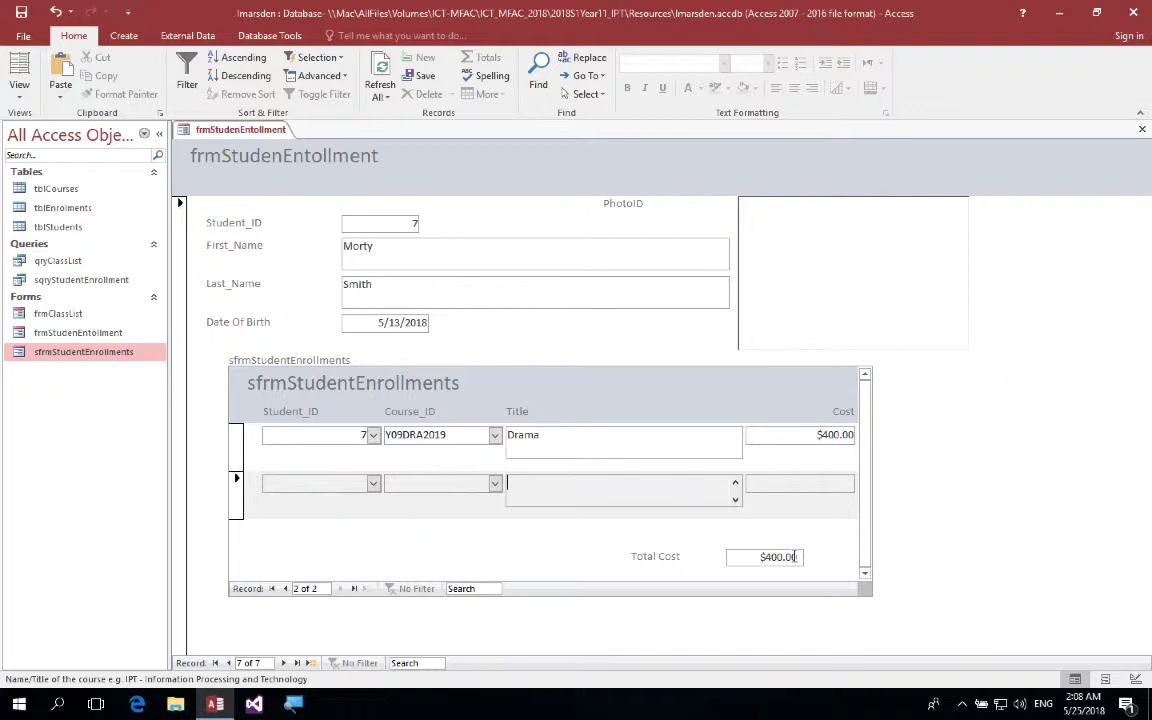 lmarsden : Database- \\Mac\AllFiles\Volumes\ICT-MFAC\ICT_MFAC_2018\2018S1Year11_IPT\Resources\lmarsden.accdb (Access 2007 - 2016 file format) - Access
File Home Create External Data Database Tools Tell me what you want to do... Sign in
View
Views
Paste
Cut
Copy
Format Painter
Clipboard
Filter
Ascending
Descending
Remove Sort
Selection
Advanced
Toggle Filter
Sort & Filter
Refresh All
New
Save
Delete
Totals
Spelling
More
Records
Find
Replace
Go To
Select
Find
B I U A
Text Formatting
All Access Obje...
Search...
Tables
tblCourses
tblEnrolments
tblStudents
Queries
qryClassList
sqryStudentEnrollment
Forms
frmClassList
frmStudenEntollment
sfrmStudentEnrollments
frmStudenEntollment
frmStudenEntollment
PhotoID
Student_ID 7
First_Name Morty
Last_Name Smith
Date Of Birth 5/13/2018
sfrmStudentEnrollments
sfrmStudentEnrollments
Student_ID Course_ID Title Cost
7 Y09DRA2019 Drama $400.00
Total Cost $400.00
Record: 2 of 2 No Filter Search
Record: 7 of 7 No Filter Search
Name/Title of the course e.g. IPT - Information Processing and Technology
ENG
2:08 AM
5/25/2018
1